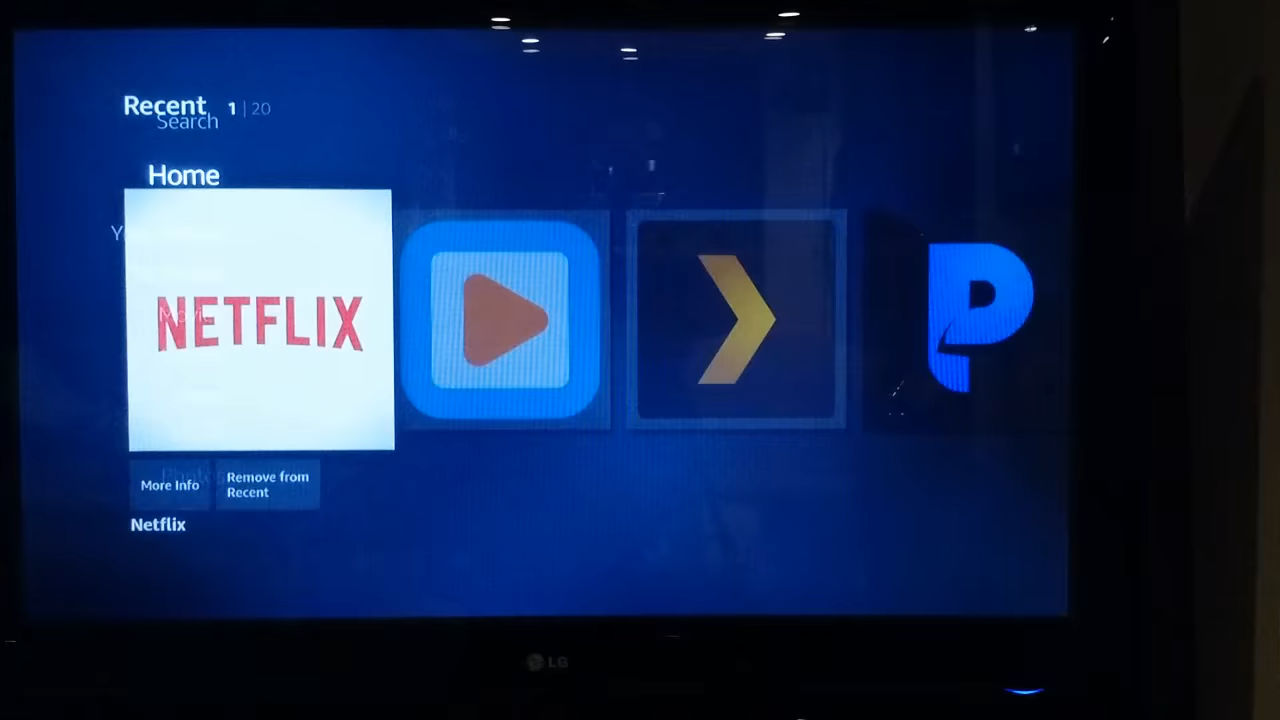 Recent 1 | 20
Search
Home
NETFLIX
More Info
Remove from
Recent
Netflix
LG